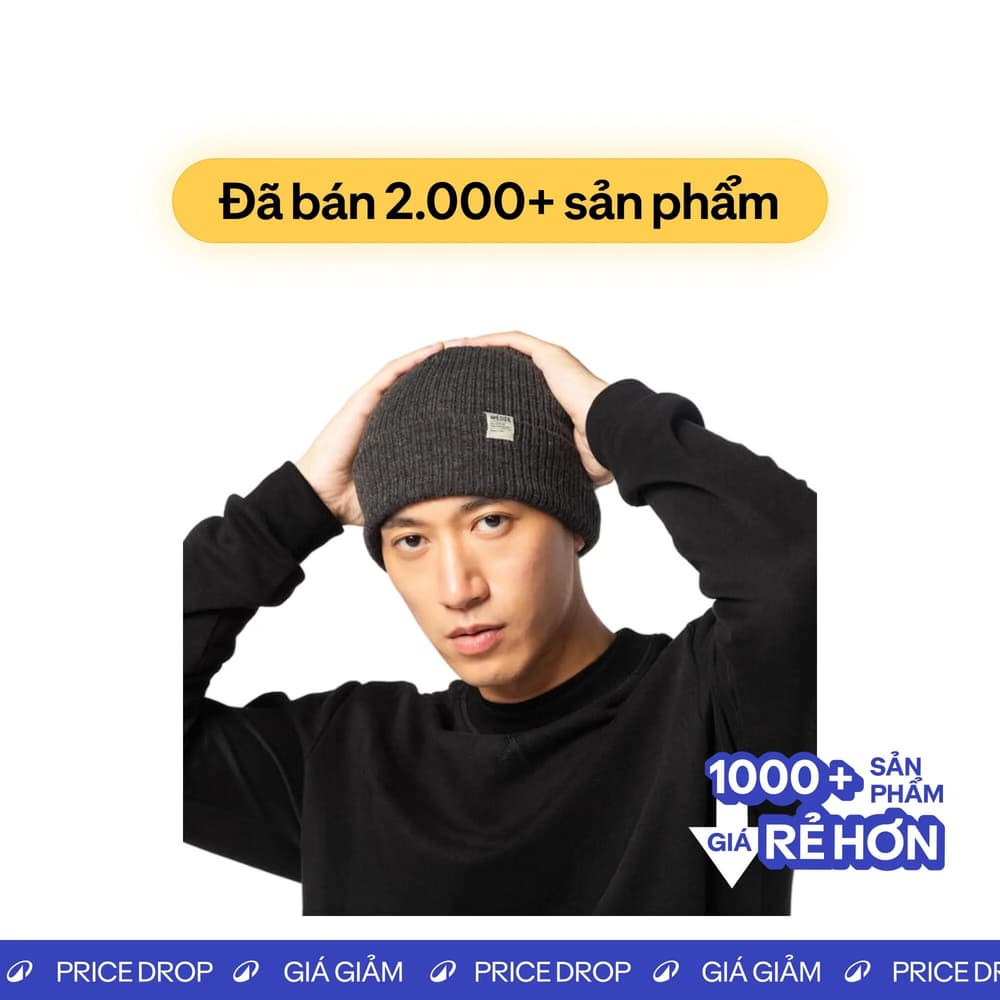 Đã bán 2.000+ sản phẩm
WEDZE
1000+ SẢN PHẨM
GIÁ RẺ HƠN
PRICE DROP GIÁ GIẢM PRICE DROP GIÁ GIẢM PRICE D